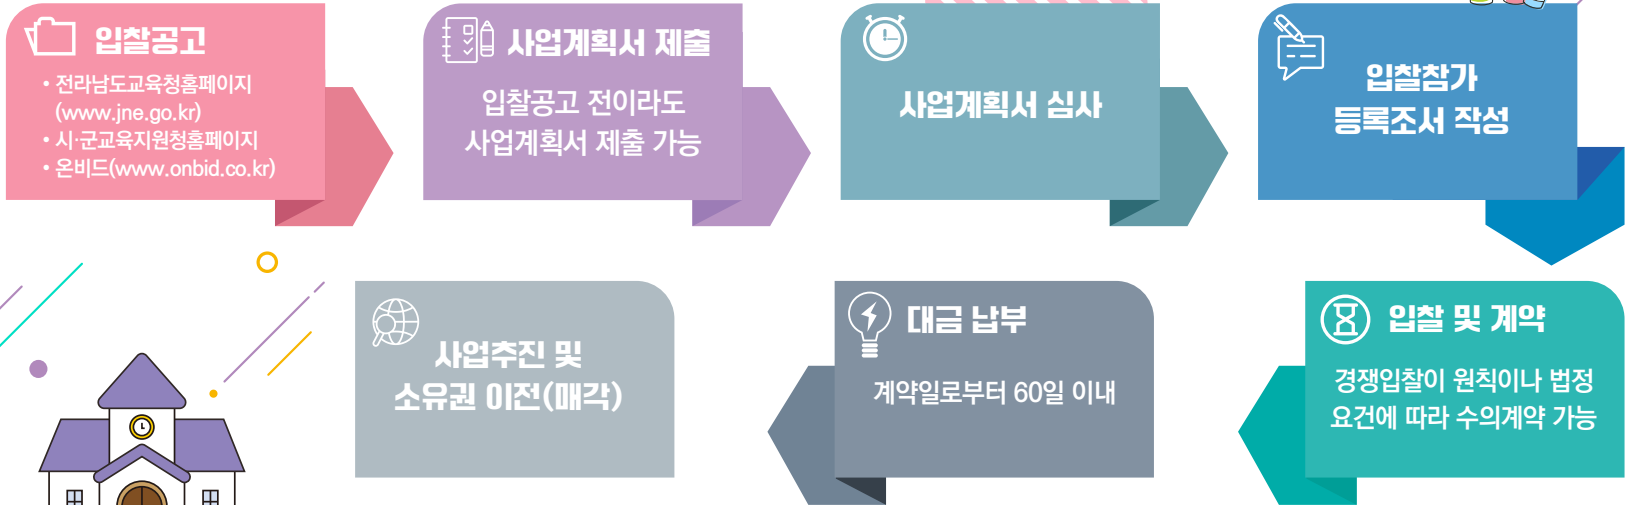 입찰공고
• 전라남도교육청홈페이지
(www.jne.go.kr)
• 시·군교육지원청홈페이지
• 온비드(www.onbid.co.kr)
사업계획서 제출
입찰공고 전이라도
사업계획서 제출 가능
사업계획서 심사
입찰참가
등록조서 작성
입찰 및 계약
경쟁입찰이 원칙이나 법정
요건에 따라 수의계약 가능
대금 납부
계약일로부터 60일 이내
사업추진 및
소유권 이전(매각)